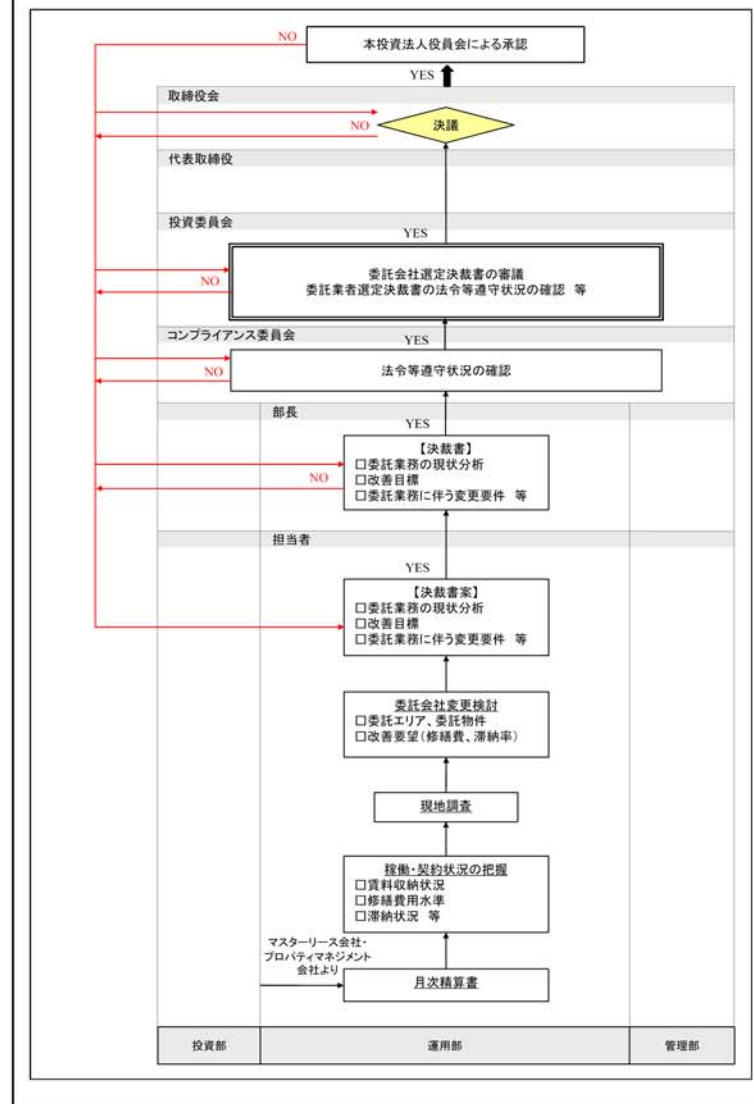 NO
本投資法人役員会による承認
YES
取締役会
NO
決議
代表取締役
投資委員会
YES
委託会社選定決裁書の審議
委託業者選定決裁書の法令等遵守状況の確認 等
NO
コンプライアンス委員会
YES
法令等遵守状況の確認
NO
部長
YES
【決裁書】
□委託業務の現状分析
□改善目標
□委託業務に伴う変更要件 等
NO
担当者
YES
【決裁書案】
□委託業務の現状分析
□改善目標
□委託業務に伴う変更要件 等
委託会社変更検討
□委託エリア、委託物件
□改善要望(修繕費、滞納率)
現地調査
稼働・契約状況の把握
□賃料収納状況
□修繕費用水準
□滞納状況 等
マスターリース会社・
プロパティマネジメント
会社より
月次精算書
投資部
運用部
管理部